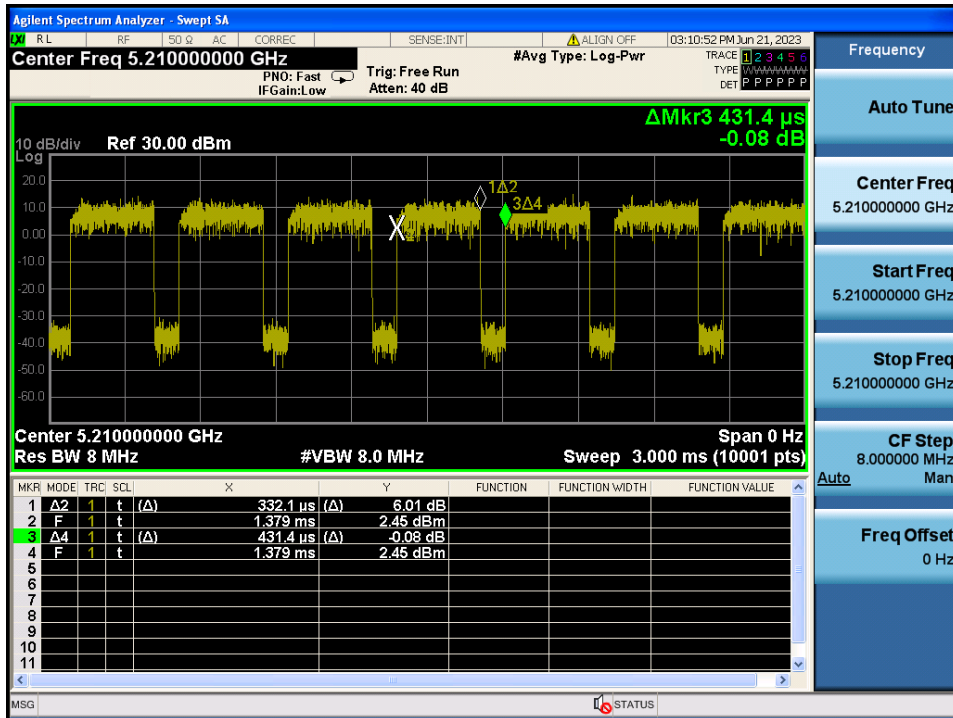 Agilent Spectrum Analyzer - Swept SA
LXI RL RF 50 Ω AC CORREC SENSE:INT ALIGN OFF 03:10:52 PM Jun 21, 2023
Center Freq 5.210000000 GHz #Avg Type: Log-Pwr TRACE 1 2 3 4 5 6
PNO: Fast Trig: Free Run TYPE WWWWWW
IFGain:Low Atten: 40 dB DET P P P P P P
ΔMkr3 431.4 µs
10 dB/div Ref 30.00 dBm -0.08 dB
Log
20.0
1Δ2
3Δ4
10.0
0.00
-10.0
-20.0
-30.0
-40.0
-50.0
-60.0
Center 5.210000000 GHz Span 0 Hz
Res BW 8 MHz #VBW 8.0 MHz Sweep 3.000 ms (10001 pts)
MKR MODE TRC SCL X Y FUNCTION FUNCTION WIDTH FUNCTION VALUE
1 Δ2 1 t (Δ) 332.1 µs (Δ) 6.01 dB
2 F 1 t 1.379 ms 2.45 dBm
3 Δ4 1 t (Δ) 431.4 µs (Δ) -0.08 dB
4 F 1 t 1.379 ms 2.45 dBm
5
6
7
8
9
10
11
MSG STATUS
Frequency
Auto Tune
Center Freq
5.210000000 GHz
Start Freq
5.210000000 GHz
Stop Freq
5.210000000 GHz
CF Step
8.000000 MHz
Auto Man
Freq Offset
0 Hz